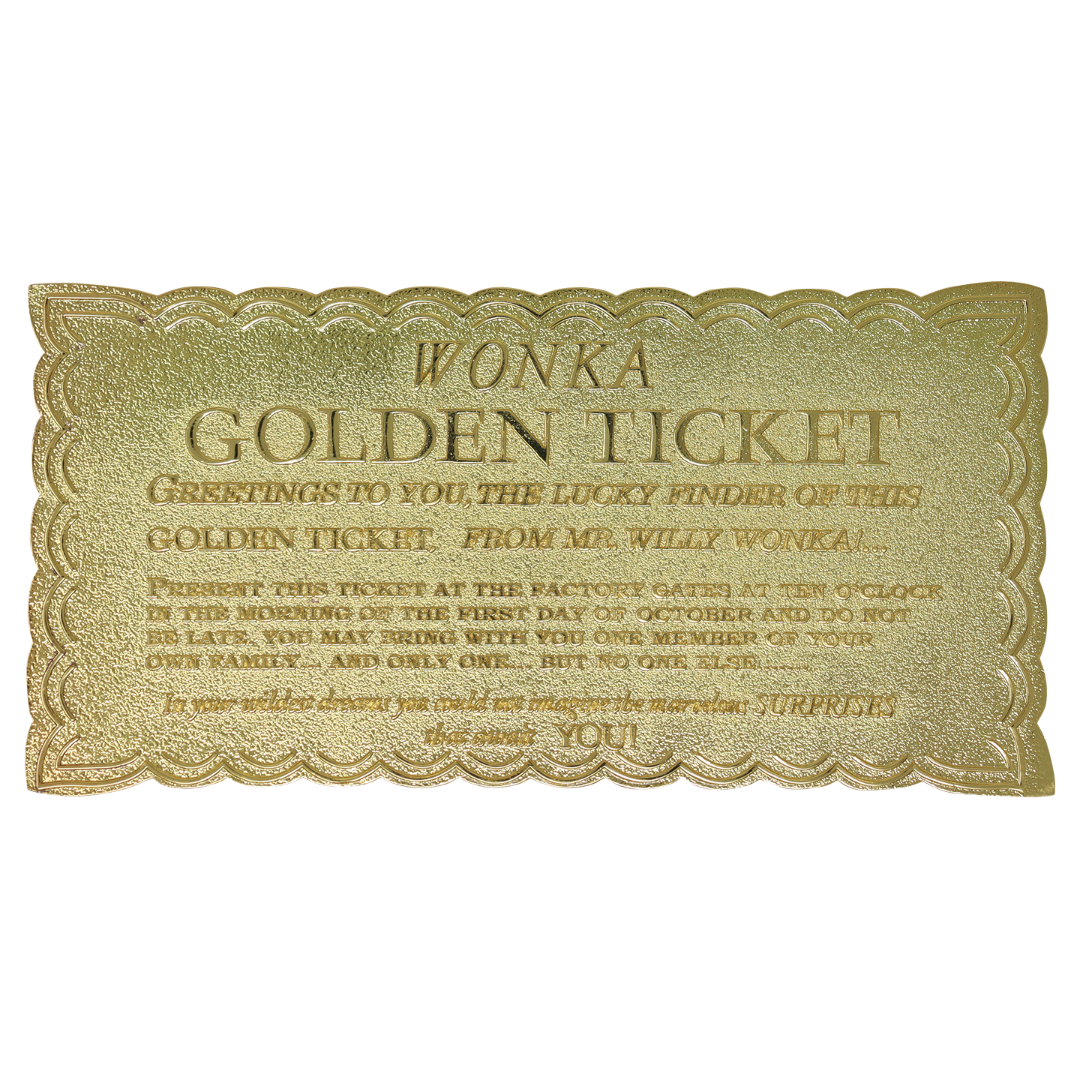 WONKA
GOLDEN TICKET
GREETINGS TO YOU, THE LUCKY FINDER OF THIS
GOLDEN TICKET, FROM MR. WILLY WONKA!...
PRESENT THIS TICKET AT THE FACTORY GATES AT TEN O'CLOCK
IN THE MORNING OF THE FIRST DAY OF OCTOBER AND DO NOT
BE LATE. YOU MAY BRING WITH YOU ONE MEMBER OF YOUR
OWN FAMILY... AND ONLY ONE... BUT NO ONE ELSE.........
In your wildest dreams you could not imagine the marvelous SURPRISES
that await YOU!